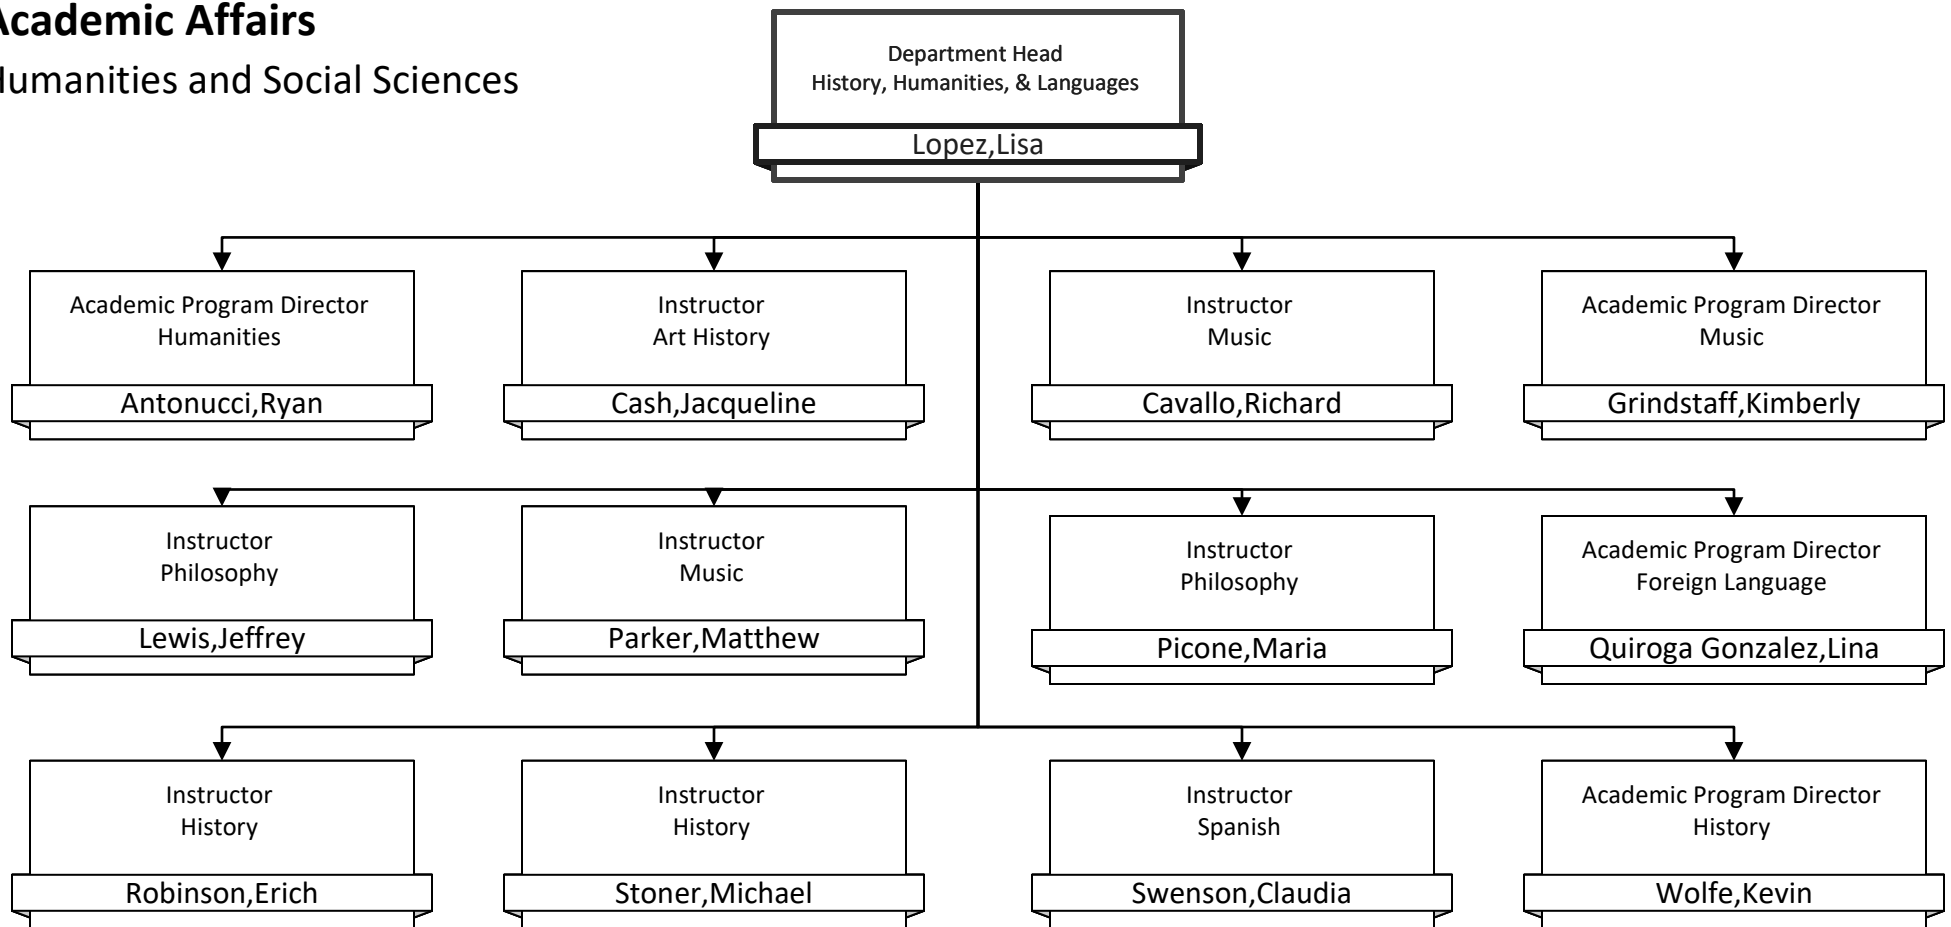 Academic Affairs
Humanities and Social Sciences
Department Head
History, Humanities, & Languages
Lopez,Lisa
Academic Program Director
Humanities
Antonucci,Ryan
Instructor
Art History
Cash,Jacqueline
Instructor
Music
Cavallo,Richard
Academic Program Director
Music
Grindstaff,Kimberly
Instructor
Philosophy
Lewis,Jeffrey
Instructor
Music
Parker,Matthew
Instructor
Philosophy
Picone,Maria
Academic Program Director
Foreign Language
Quiroga Gonzalez,Lina
Instructor
History
Robinson,Erich
Instructor
History
Stoner,Michael
Instructor
Spanish
Swenson,Claudia
Academic Program Director
History
Wolfe,Kevin